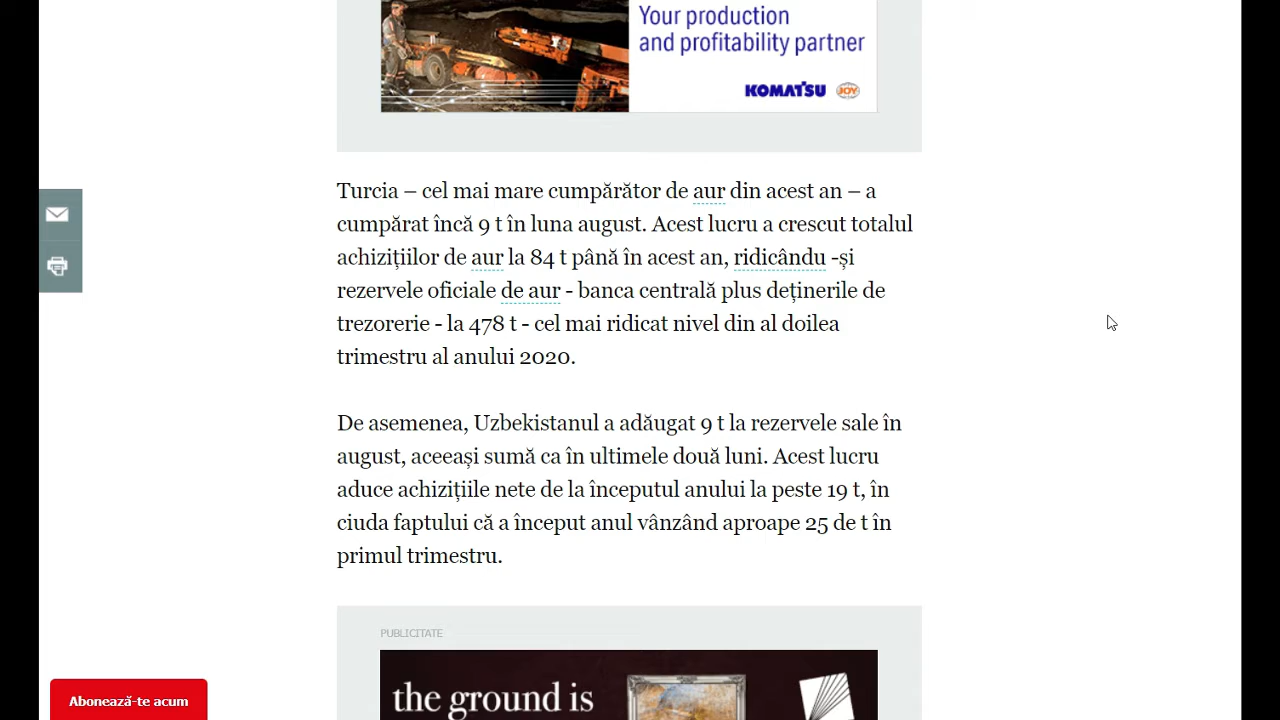 Your production
and profitability partner
KOMATSU JOY
Turcia – cel mai mare cumpărător de aur din acest an – a
cumpărat încă 9 t în luna august. Acest lucru a crescut totalul
achizițiilor de aur la 84 t până în acest an, ridicându -și
rezervele oficiale de aur - banca centrală plus deținerile de
trezorerie - la 478 t - cel mai ridicat nivel din al doilea
trimestru al anului 2020.
De asemenea, Uzbekistanul a adăugat 9 t la rezervele sale în
august, aceeași sumă ca în ultimele două luni. Acest lucru
aduce achizițiile nete de la începutul anului la peste 19 t, în
ciuda faptului că a început anul vânzând aproape 25 de t în
primul trimestru.
PUBLICITATE
the ground is
Abonează-te acum